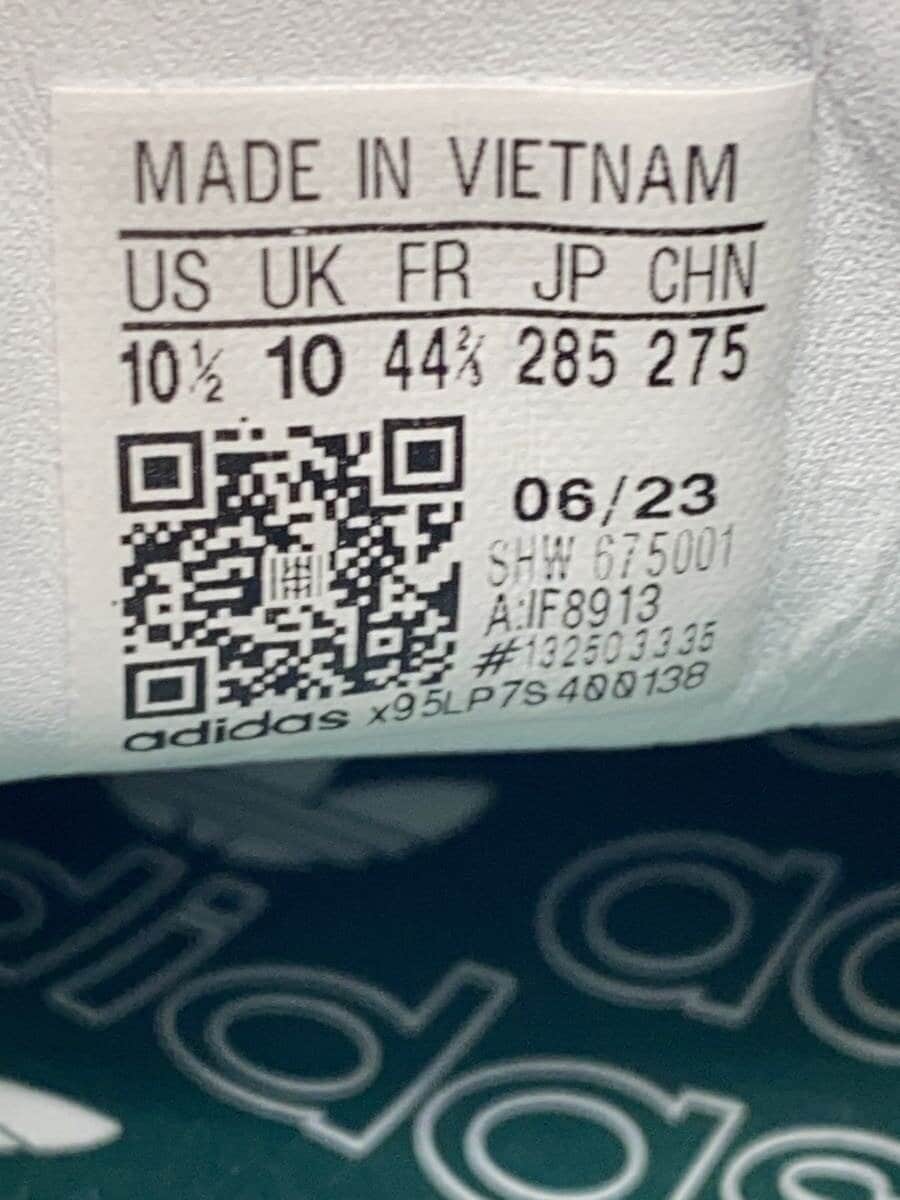 MADE IN VIETNAM
US UK FR JP CHN
10½ 10 44⅔ 285 275
06/23
SHW 675001
A:IF8913
#132503335
adidas x95LP7S400138
adidas